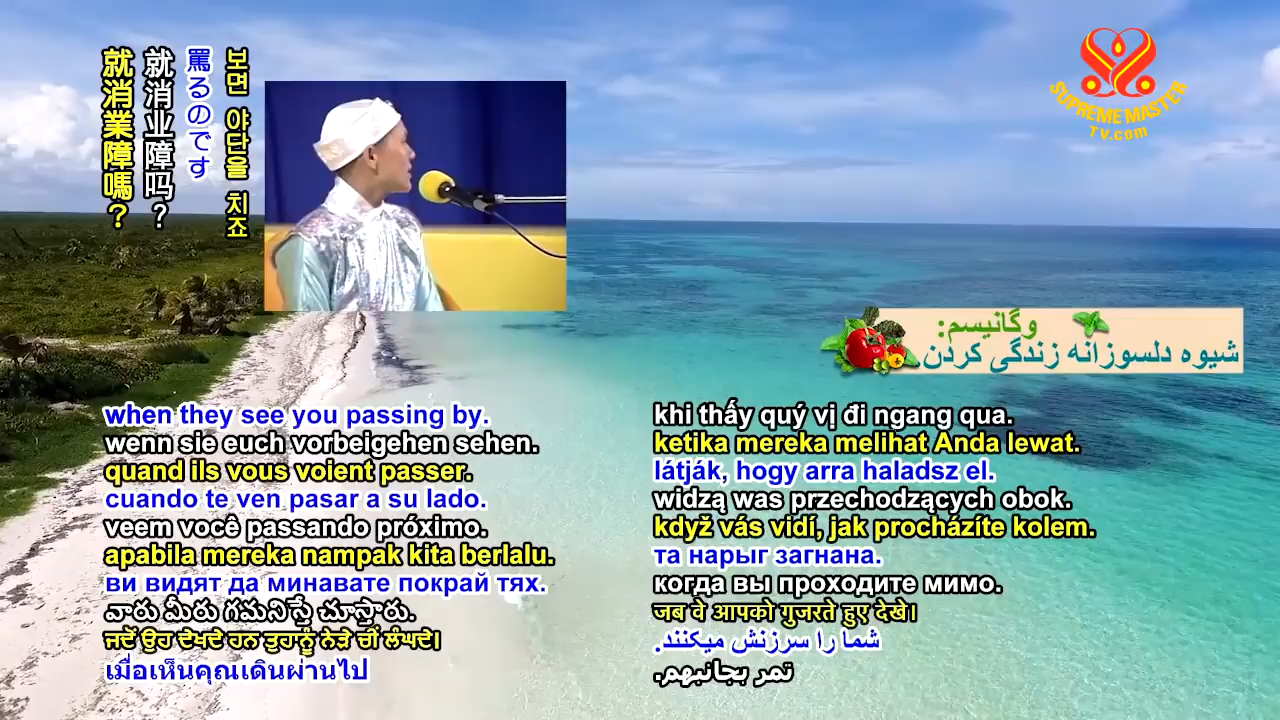 就消業障嗎？
就消业障吗？
罵るのです
보면 야단을 치죠
SUPREME MASTER
TV.com
وگانیسم:
شیوه دلسوزانه زندگی کردن
when they see you passing by.
wenn sie euch vorbeigehen sehen.
quand ils vous voient passer.
cuando te ven pasar a su lado.
veem você passando próximo.
apabila mereka nampak kita berlalu.
ви видят да минавате покрай тях.
వారు మీరు గమనిస్తే చూస్తారు.
ਜਦੋਂ ਉਹ ਦੇਖਦੇ ਹਨ ਤੁਹਾਨੂੰ ਨੇੜੇ ਚੀਂ ਲੰਘਦੇ।
เมื่อเห็นคุณเดินผ่านไป
khi thấy quý vị đi ngang qua.
ketika mereka melihat Anda lewat.
látják, hogy arra haladsz el.
widzą was przechodzących obok.
když vás vidí, jak procházíte kolem.
та нарыг загнана.
когда вы проходите мимо.
जब वे आपको गुजरते हुए देखे।
شما را سرزنش میکنند.
تمر بجانبهم.